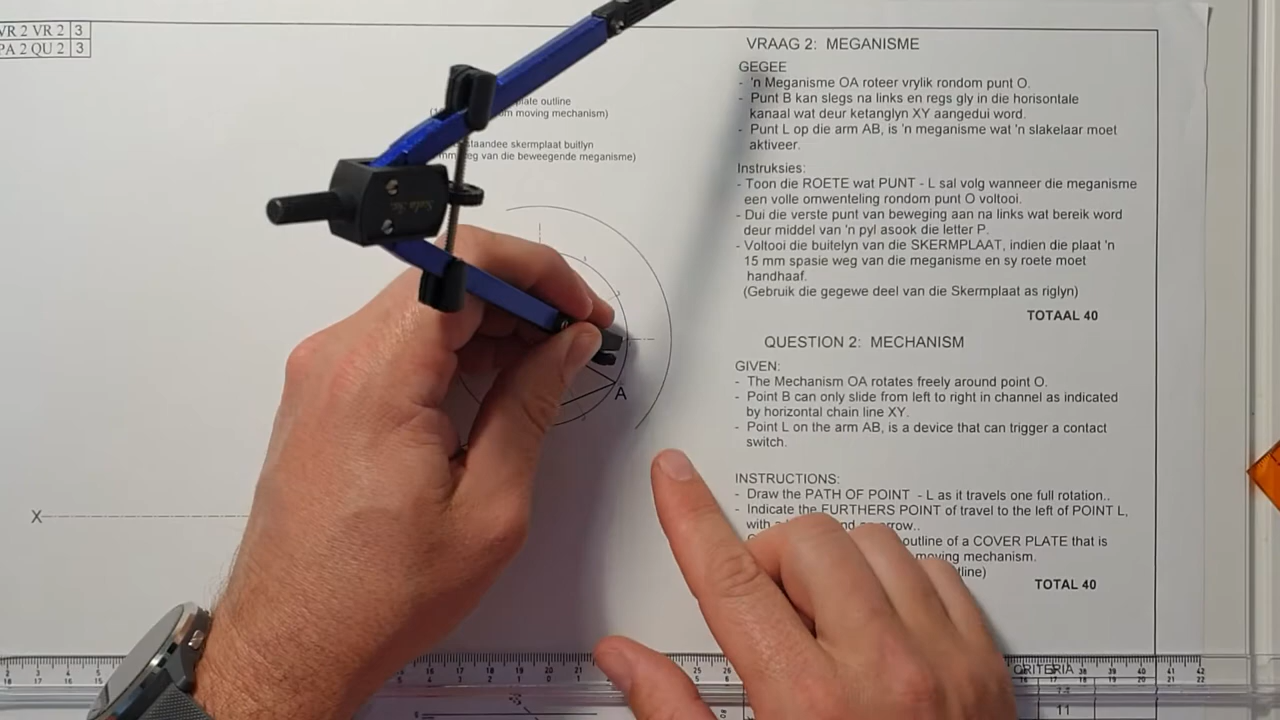 VR 2 VR 2 3
PA 2 QU 2 3
plate outline
moving mechanism)
staandee skermplaat buitlyn
weg van die beweegende meganisme)
VRAAG 2: MEGANISME
GEGEE
- 'n Meganisme OA roteer vrylik rondom punt O.
- Punt B kan slegs na links en regs gly in die horisontale
kanaal wat deur ketanglyn XY aangedui word.
- Punt L op die arm AB, is 'n meganisme wat 'n slakelaar moet
aktiveer.
Instruksies:
- Toon die ROETE wat PUNT - L sal volg wanneer die meganisme
een volle omwenteling rondom punt O voltooi.
- Dui die verste punt van beweging aan na links wat bereik word
deur middel van 'n pyl asook die letter P.
- Voltooi die buitelyn van die SKERMPLAAT, indien die plaat 'n
15 mm spasie weg van die meganisme en sy roete moet
handhaaf.
(Gebruik die gegewe deel van die Skermplaat as riglyn)
TOTAAL 40
QUESTION 2: MECHANISM
GIVEN:
- The Mechanism OA rotates freely around point O.
- Point B can only slide from left to right in channel as indicated
by horizontal chain line XY.
- Point L on the arm AB, is a device that can trigger a contact
switch.
INSTRUCTIONS:
- Draw the PATH OF POINT - L as it travels one full rotation..
- Indicate the FURTHERS POINT of travel to the left of POINT L,
with
outline of a COVER PLATE that is
moving mechanism.
TOTAL 40
A
X
CRITERIA
11